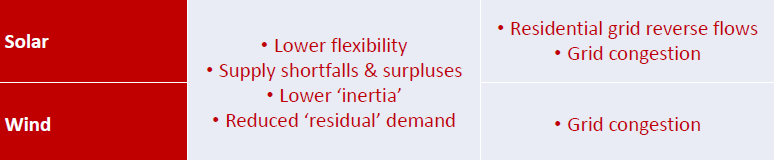 Solar
• Lower flexibility
• Supply shortfalls & surpluses
• Lower ‘inertia’
• Reduced ‘residual’ demand
• Residential grid reverse flows
• Grid congestion
Wind
• Grid congestion